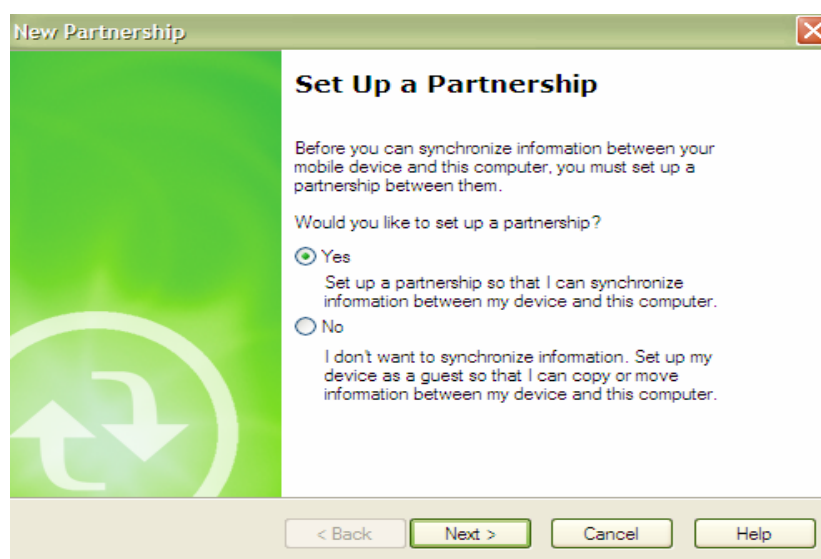 New Partnership
Set Up a Partnership
Before you can synchronize information between your
mobile device and this computer, you must set up a
partnership between them.
Would you like to set up a partnership?
Yes
Set up a partnership so that I can synchronize
information between my device and this computer.
No
I don't want to synchronize information. Set up my
device as a guest so that I can copy or move
information between my device and this computer.
< Back Next > Cancel Help